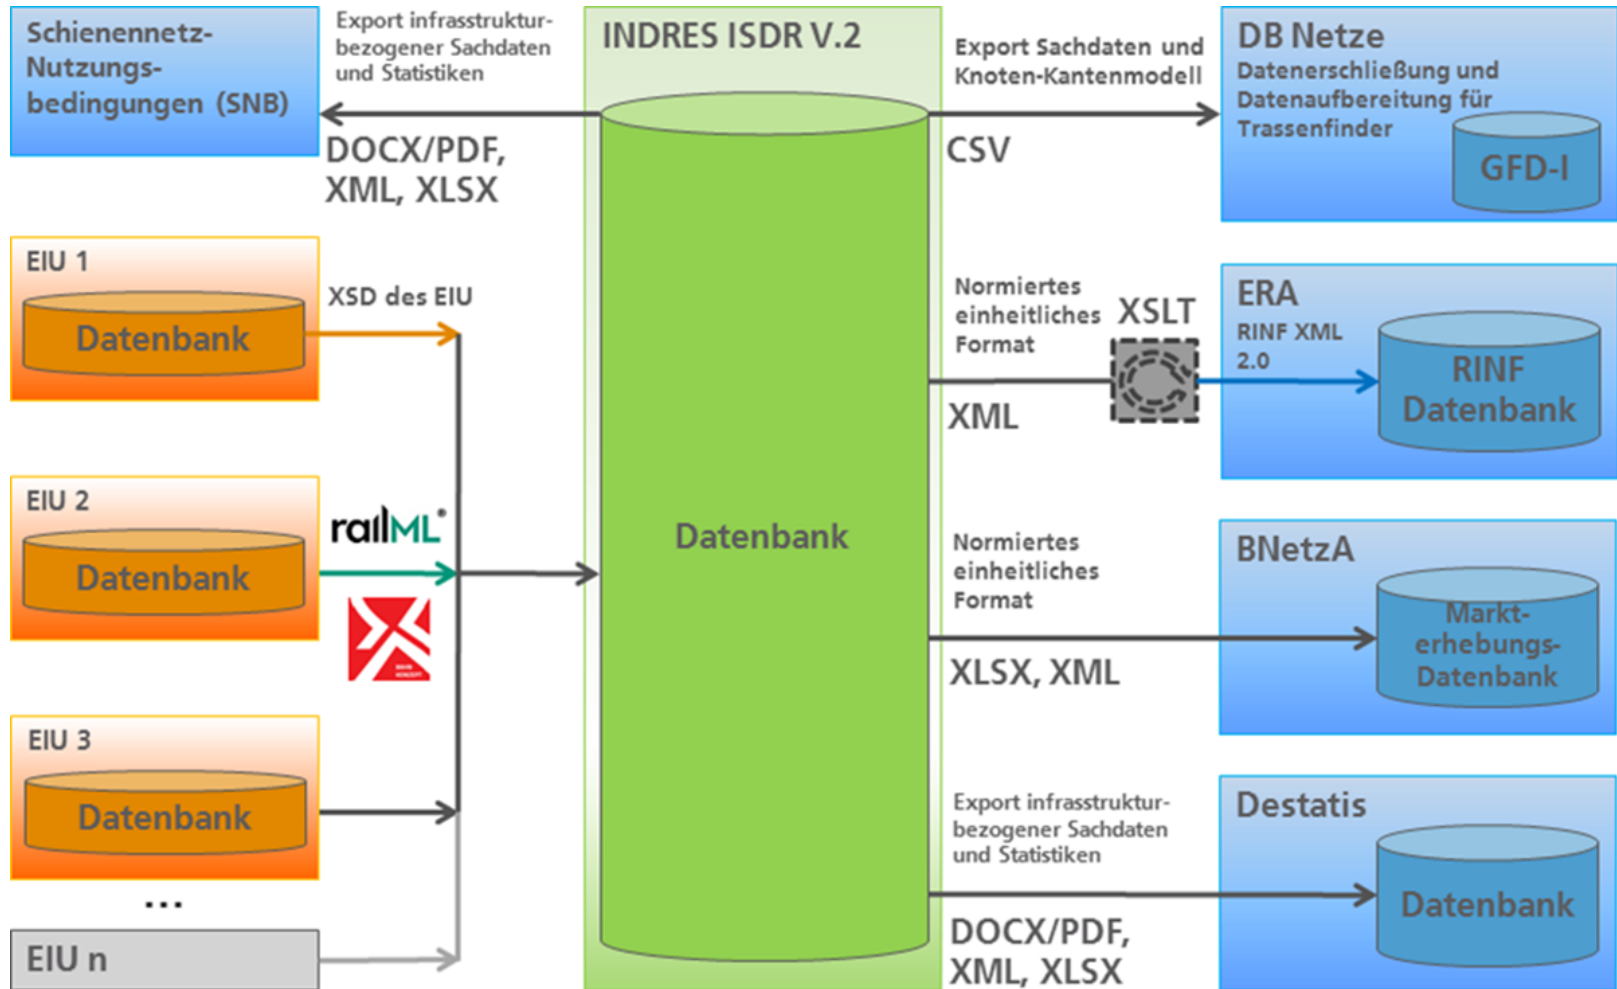 Schienennetz-
Nutzungs-
bedingungen (SNB)
Export infrasstruktur-
bezogener Sachdaten
und Statistiken
DOCX/PDF,
XML, XLSX
INDRES ISDR V.2
Export Sachdaten und
Knoten-Kantenmodell
CSV
DB Netze
Datenerschließung und
Datenaufbereitung für
Trassenfinder
GFD-I
EIU 1
Datenbank
XSD des EIU
EIU 2
Datenbank
railML®
BAHN
KONZEPT
EIU 3
Datenbank
...
EIU n
Datenbank
Normiertes
einheitliches
Format
XSLT
XML
ERA
RINF XML
2.0
RINF
Datenbank
Normiertes
einheitliches
Format
XLSX, XML
BNetzA
Markt-
erhebungs-
Datenbank
Export infrasstruktur-
bezogener Sachdaten
und Statistiken
DOCX/PDF,
XML, XLSX
Destatis
Datenbank